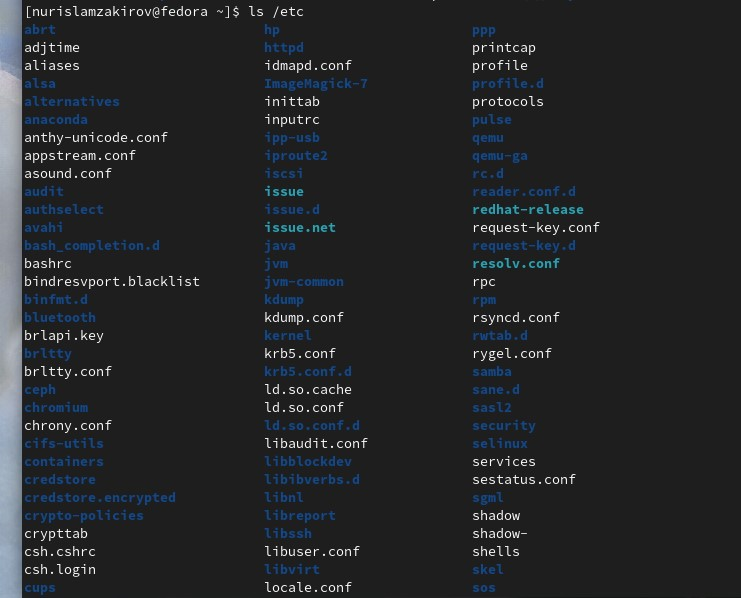 [nurislamzakirov@fedora ~]$ ls /etc
abrt hp ppp
adjtime httpd printcap
aliases idmapd.conf profile
alsa ImageMagick-7 profile.d
alternatives inittab protocols
anaconda inputrc pulse
anthy-unicode.conf ipp-usb qemu
appstream.conf iproute2 qemu-ga
asound.conf iscsi rc.d
audit issue reader.conf.d
authselect issue.d redhat-release
avahi issue.net request-key.conf
bash_completion.d java request-key.d
bashrc jvm resolv.conf
bindresvport.blacklist jvm-common rpc
binfmt.d kdump rpm
bluetooth kdump.conf rsyncd.conf
brlapi.key kernel rwtab.d
brltty krb5.conf rygel.conf
brltty.conf krb5.conf.d samba
ceph ld.so.cache sane.d
chromium ld.so.conf sasl2
chrony.conf ld.so.conf.d security
cifs-utils libaudit.conf selinux
containers libblockdev services
credstore libibverbs.d sestatus.conf
credstore.encrypted libnl sgml
crypto-policies libreport shadow
crypttab libssh shadow-
csh.cshrc libuser.conf shells
csh.login libvirt skel
cups locale.conf sos